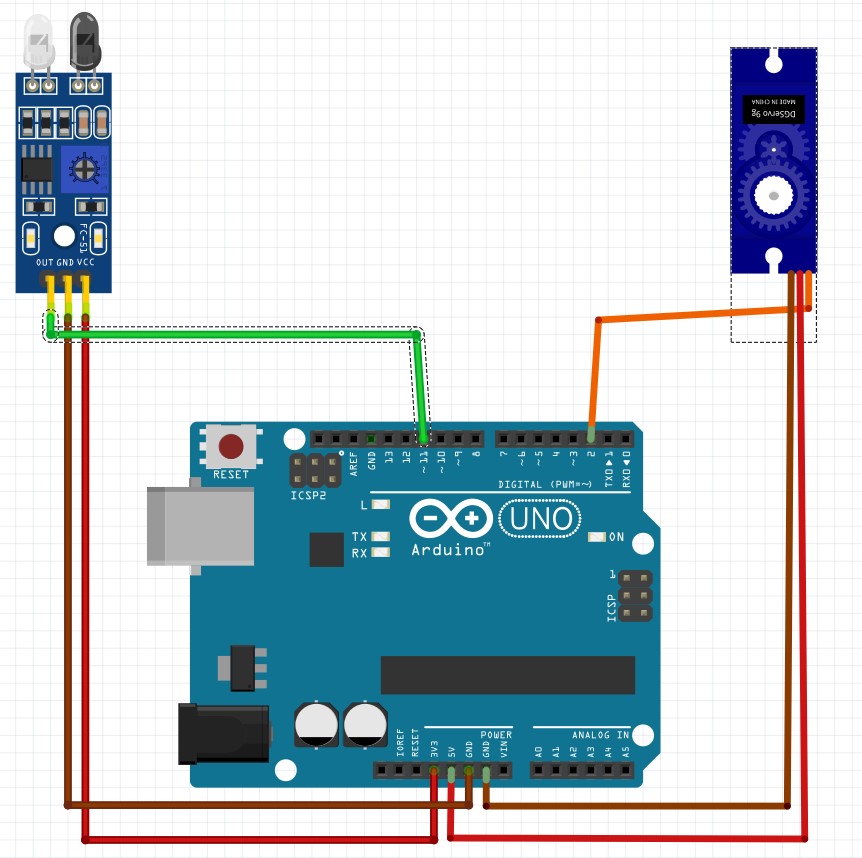 MADE IN CHINA
DGServo 9g
FC-51
OUT GND VCC
RESET
AREF
GND
13
12
~11
~10
~9
8
7
~6
~5
4
~3
2
TX0▶1
RX0◀0
ICSP2
DIGITAL (PWM=~)
L
TX
RX
Arduino™
UNO
ON
1
ICSP
POWER
ANALOG IN
IOREF
RESET
3V3
5V
GND
GND
VIN
A0
A1
A2
A3
A4
A5